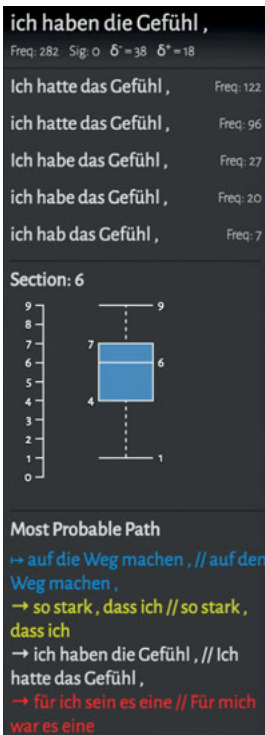 ich haben die Gefühl ,
Freq: 282 Sig: 0 δ⁻= 38 δ⁺= 18
Ich hatte das Gefühl , Freq: 122
ich hatte das Gefühl , Freq: 96
Ich habe das Gefühl , Freq: 27
ich habe das Gefühl , Freq: 20
ich hab das Gefühl , Freq: 7
Section: 6
9 9
8
7 7
6 6
5
4 4
3
2
1 1
0
Most Probable Path
↦ auf die Weg machen , // auf den
Weg machen ,
→ so stark , dass ich // so stark ,
dass ich
→ ich haben die Gefühl , // Ich
hatte das Gefühl ,
→ für ich sein es eine // Für mich
war es eine